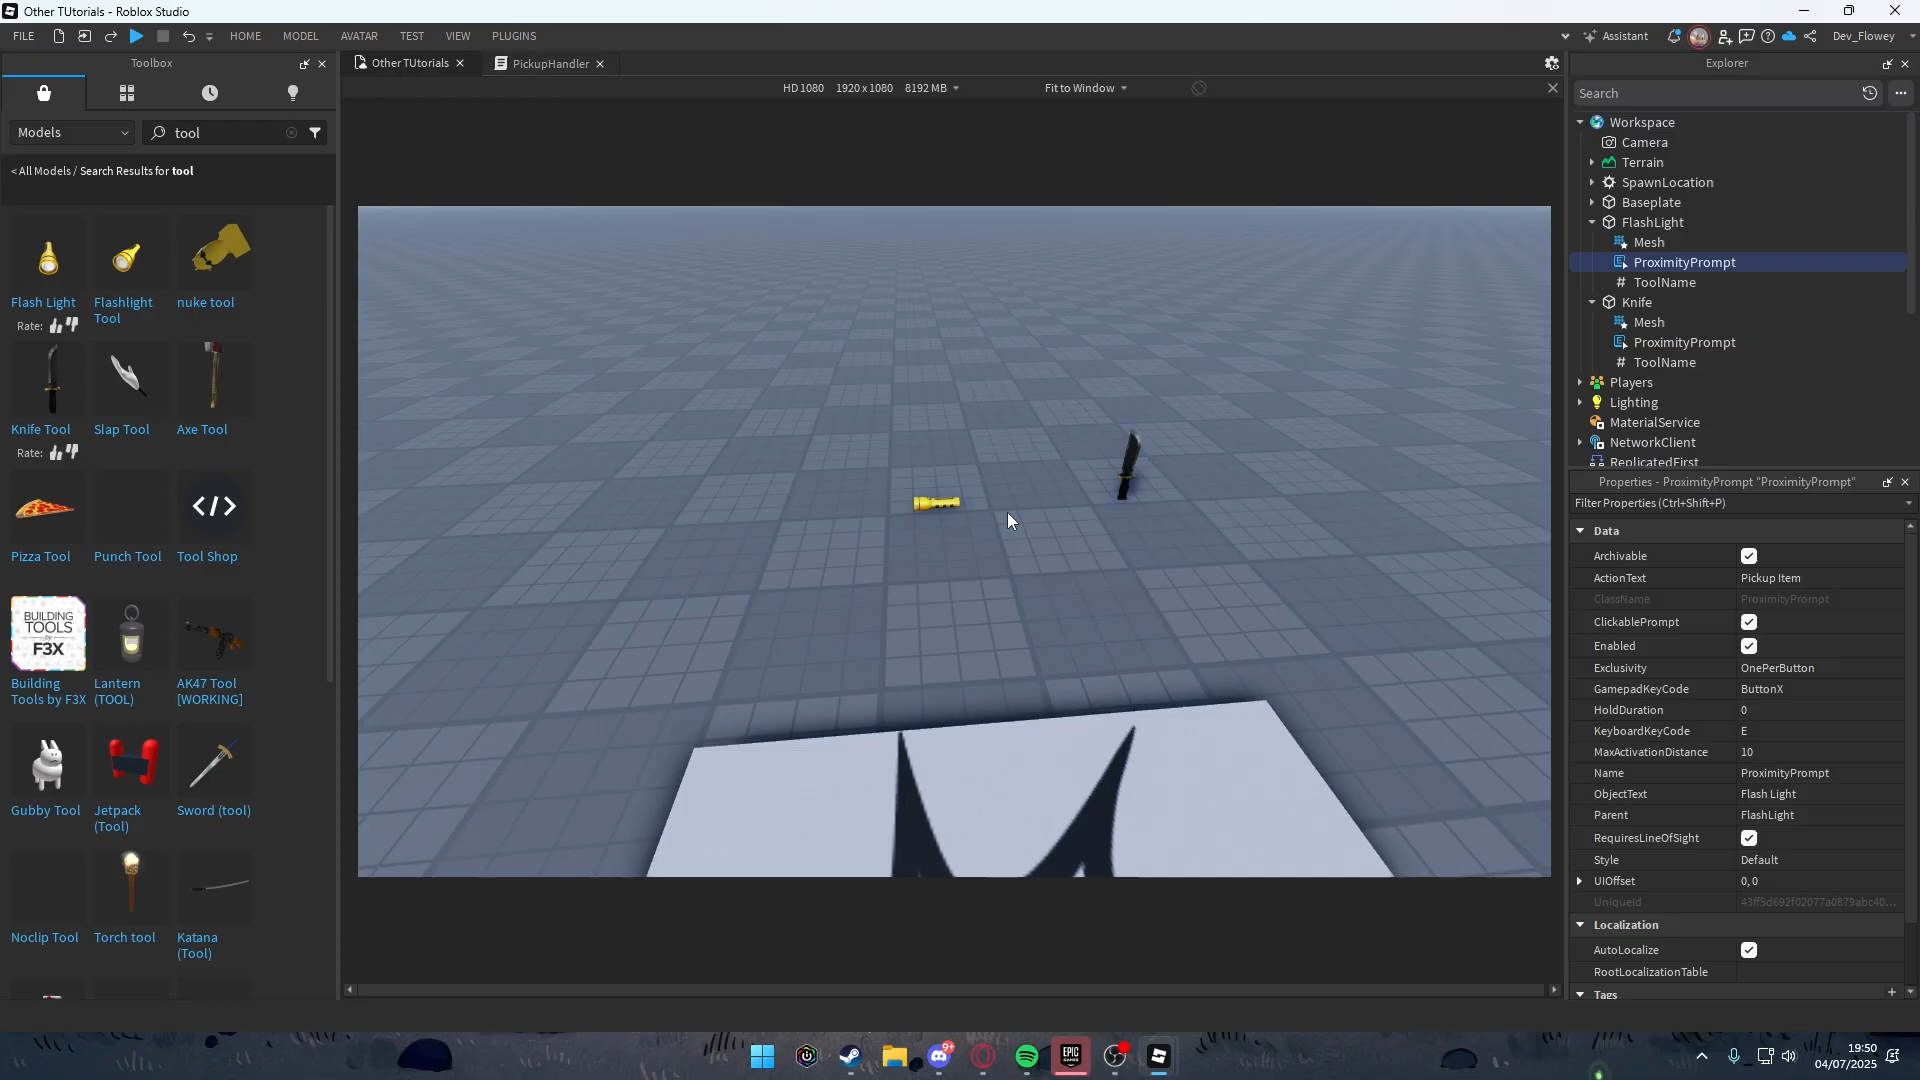 Other TUtorials - Roblox Studio
FILE
HOME
MODEL
AVATAR
TEST
VIEW
PLUGINS
Assistant
Dev_Flowey
Toolbox
Models
tool
< All Models / Search Results for tool
Flash Light
Rate:
Flashlight
Tool
nuke tool
Knife Tool
Rate:
Slap Tool
Axe Tool
Pizza Tool
Punch Tool
Tool Shop
BUILDING
TOOLS
by
F3X
Building
Tools by F3X
Lantern
(TOOL)
AK47 Tool
[WORKING]
Gubby Tool
Jetpack
(Tool)
Sword (tool)
Noclip Tool
Torch tool
Katana
(Tool)
Other TUtorials
PickupHandler
HD 1080 1920 x 1080 8192 MB
Fit to Window
Explorer
Search
Workspace
Camera
Terrain
SpawnLocation
Baseplate
FlashLight
Mesh
ProximityPrompt
ToolName
Knife
Mesh
ProximityPrompt
ToolName
Players
Lighting
MaterialService
NetworkClient
ReplicatedFirst
Properties - ProximityPrompt "ProximityPrompt"
Filter Properties (Ctrl+Shift+P)
Data
Archivable
ActionText Pickup Item
ClassName ProximityPrompt
ClickablePrompt
Enabled
Exclusivity OnePerButton
GamepadKeyCode ButtonX
HoldDuration 0
KeyboardKeyCode E
MaxActivationDistance 10
Name ProximityPrompt
ObjectText Flash Light
Parent FlashLight
RequiresLineOfSight
Style Default
UIOffset 0, 0
UniqueId 43ff5d692f02077a0879abc40...
Localization
AutoLocalize
RootLocalizationTable
Tags
9+
EPIC
GAMES
19:50
04/07/2025